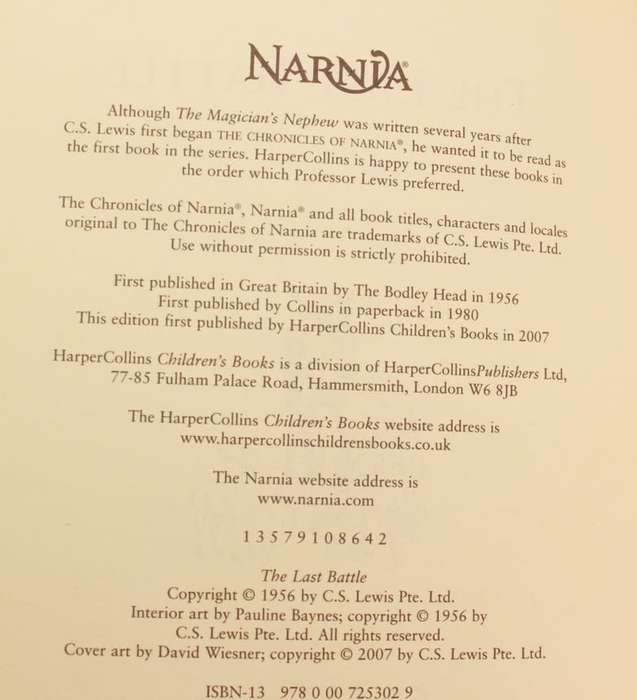 NARNIA®
Although The Magician's Nephew was written several years after
C.S. Lewis first began THE CHRONICLES OF NARNIA®, he wanted it to be read as
the first book in the series. HarperCollins is happy to present these books in
the order which Professor Lewis preferred.
The Chronicles of Narnia®, Narnia® and all book titles, characters and locales
original to The Chronicles of Narnia are trademarks of C.S. Lewis Pte. Ltd.
Use without permission is strictly prohibited.
First published in Great Britain by The Bodley Head in 1956
First published by Collins in paperback in 1980
This edition first published by HarperCollins Children's Books in 2007
HarperCollins Children's Books is a division of HarperCollinsPublishers Ltd,
77-85 Fulham Palace Road, Hammersmith, London W6 8JB
The HarperCollins Children's Books website address is
www.harpercollinschildrensbooks.co.uk
The Narnia website address is
www.narnia.com
1 3 5 7 9 10 8 6 4 2
The Last Battle
Copyright © 1956 by C.S. Lewis Pte. Ltd.
Interior art by Pauline Baynes; copyright © 1956 by
C.S. Lewis Pte. Ltd. All rights reserved.
Cover art by David Wiesner; copyright © 2007 by C.S. Lewis Pte. Ltd.
ISBN-13 978 0 00 725302 9